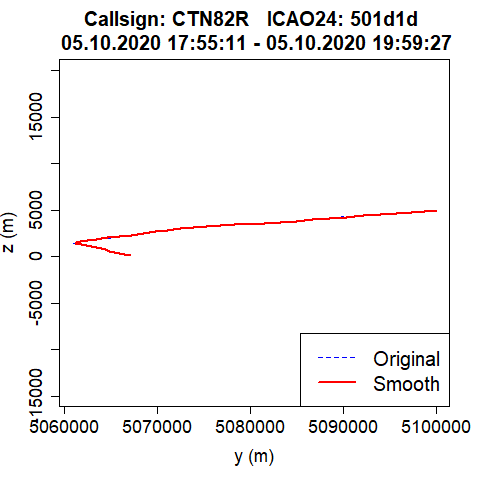 Callsign: CTN82R   ICAO24: 501d1d
05.10.2020 17:55:11 - 05.10.2020 19:59:27
z (m)
15000
5000
0
-5000
-15000
Original
Smooth
5060000 5070000 5080000 5090000 5100000
y (m)